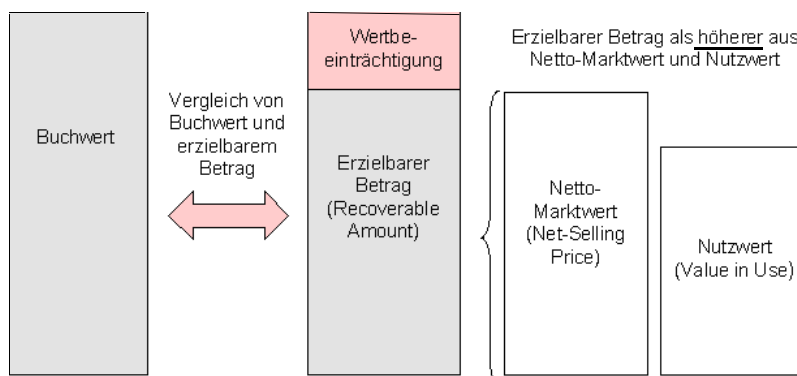 Buchwert
Vergleich von
Buchwert und
erzielbarem
Betrag
Wertbe-
einträchtigung
Erzielbarer
Betrag
(Recoverable
Amount)
Erzielbarer Betrag als höherer aus
Netto-Marktwert und Nutzwert
Netto-
Marktwert
(Net-Selling
Price)
Nutzwert
(Value in Use)